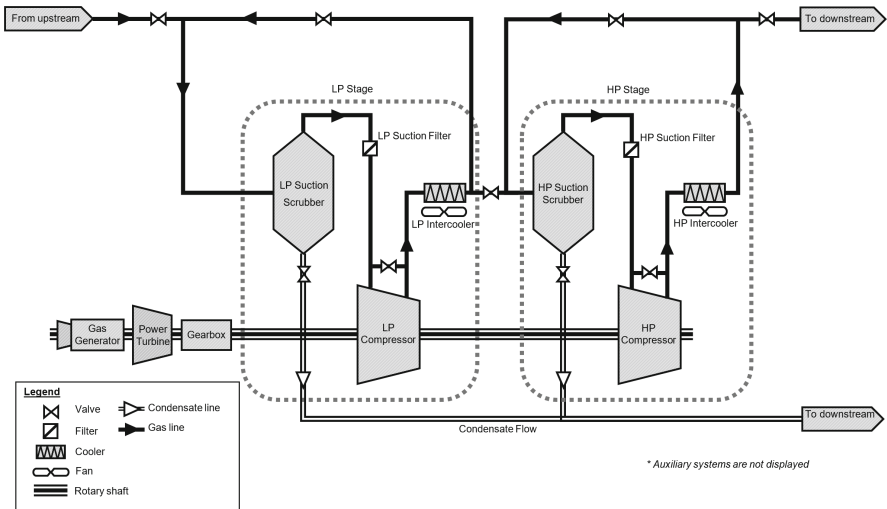 From upstream
To downstream
LP Stage
HP Stage
LP Suction Filter
HP Suction Filter
LP Suction
Scrubber
HP Suction
Scrubber
LP Intercooler
HP Intercooler
Gas
Generator
Power
Turbine
Gearbox
LP
Compressor
HP
Compressor
Legend
Valve
Condensate line
Filter
Gas line
Cooler
Fan
Rotary shaft
Condensate Flow
To downstream
* Auxiliary systems are not displayed